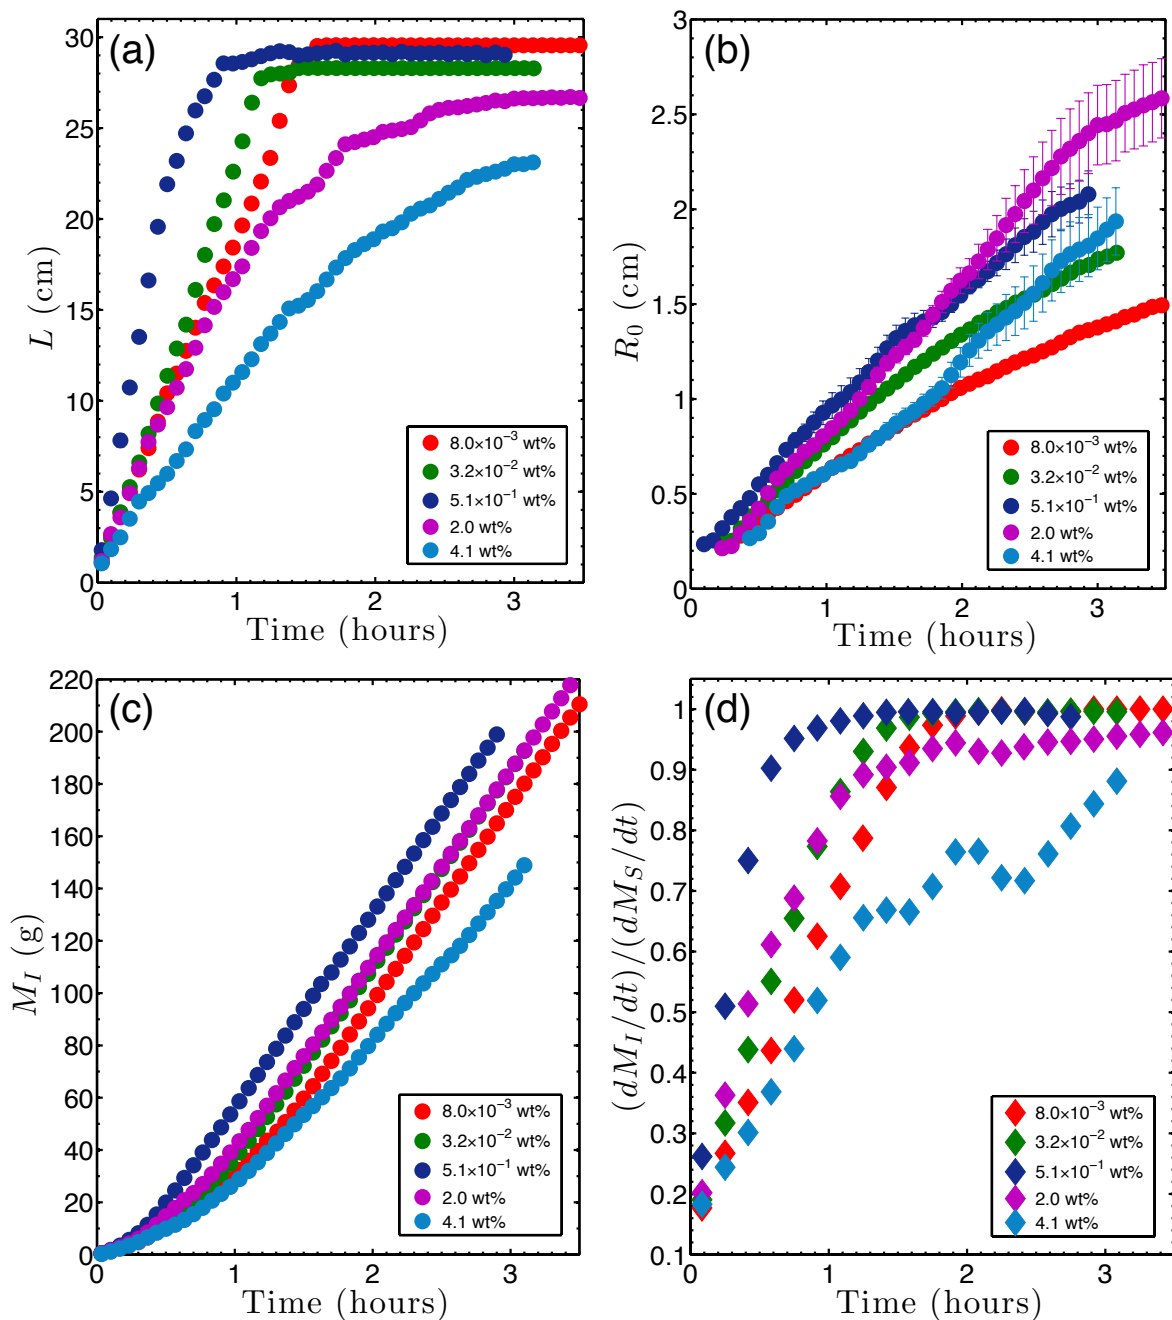 (a)
30
25
20
15
10
5
0
0
1
2
3
L (cm)
Time (hours)
8.0×10⁻³ wt%
3.2×10⁻² wt%
5.1×10⁻¹ wt%
2.0 wt%
4.1 wt%
(b)
3
2.5
2
1.5
1
0.5
0
0
1
2
3
R₀ (cm)
Time (hours)
8.0×10⁻³ wt%
3.2×10⁻² wt%
5.1×10⁻¹ wt%
2.0 wt%
4.1 wt%
(c)
220
200
180
160
140
120
100
80
60
40
20
0
0
1
2
3
M_I (g)
Time (hours)
8.0×10⁻³ wt%
3.2×10⁻² wt%
5.1×10⁻¹ wt%
2.0 wt%
4.1 wt%
(d)
1
0.9
0.8
0.7
0.6
0.5
0.4
0.3
0.2
0.1
0
1
2
3
(dM_I/dt)/(dM_S/dt)
Time (hours)
8.0×10⁻³ wt%
3.2×10⁻² wt%
5.1×10⁻¹ wt%
2.0 wt%
4.1 wt%